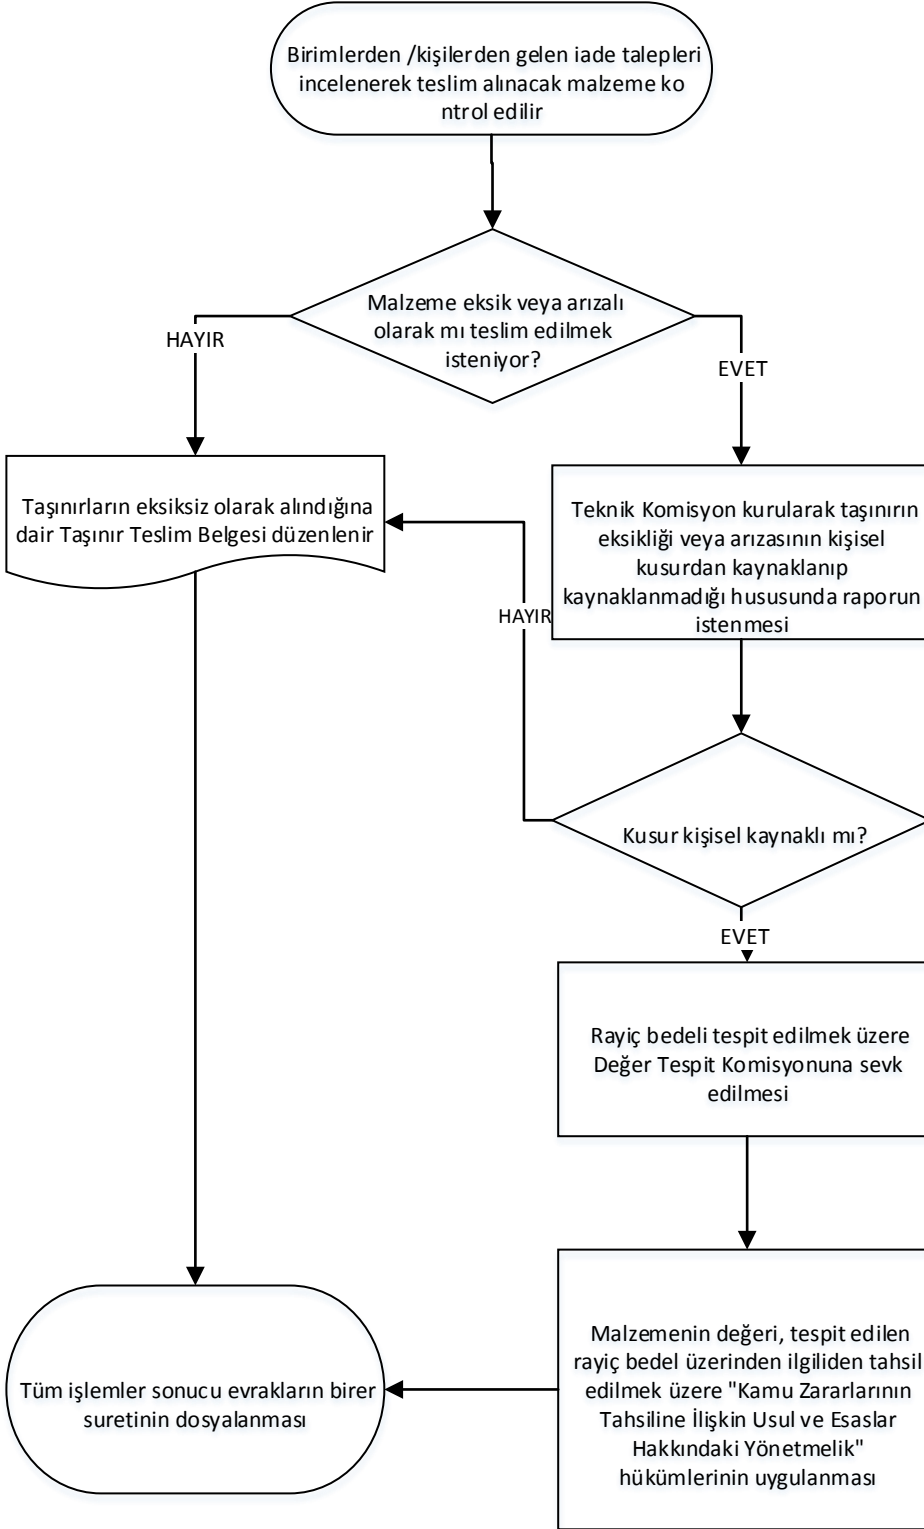 Birimlerden /kişilerden gelen iade talepleri
incelenerek teslim alınacak malzeme ko
ntrol edilir
Malzeme eksik veya arızalı
olarak mı teslim edilmek
isteniyor?
HAYIR
EVET
Taşınırların eksiksiz olarak alındığına
dair Taşınır Teslim Belgesi düzenlenir
Teknik Komisyon kurularak taşınırın
eksikliği veya arızasının kişisel
kusurdan kaynaklanıp
kaynaklanmadığı hususunda raporun
istenmesi
HAYIR
Kusur kişisel kaynaklı mı?
EVET
Rayiç bedeli tespit edilmek üzere
Değer Tespit Komisyonuna sevk
edilmesi
Malzemenin değeri, tespit edilen
rayiç bedel üzerinden ilgiliden tahsil
edilmek üzere "Kamu Zararlarının
Tahsiline İlişkin Usul ve Esaslar
Hakkındaki Yönetmelik"
hükümlerinin uygulanması
Tüm işlemler sonucu evrakların birer
suretinin dosyalanması